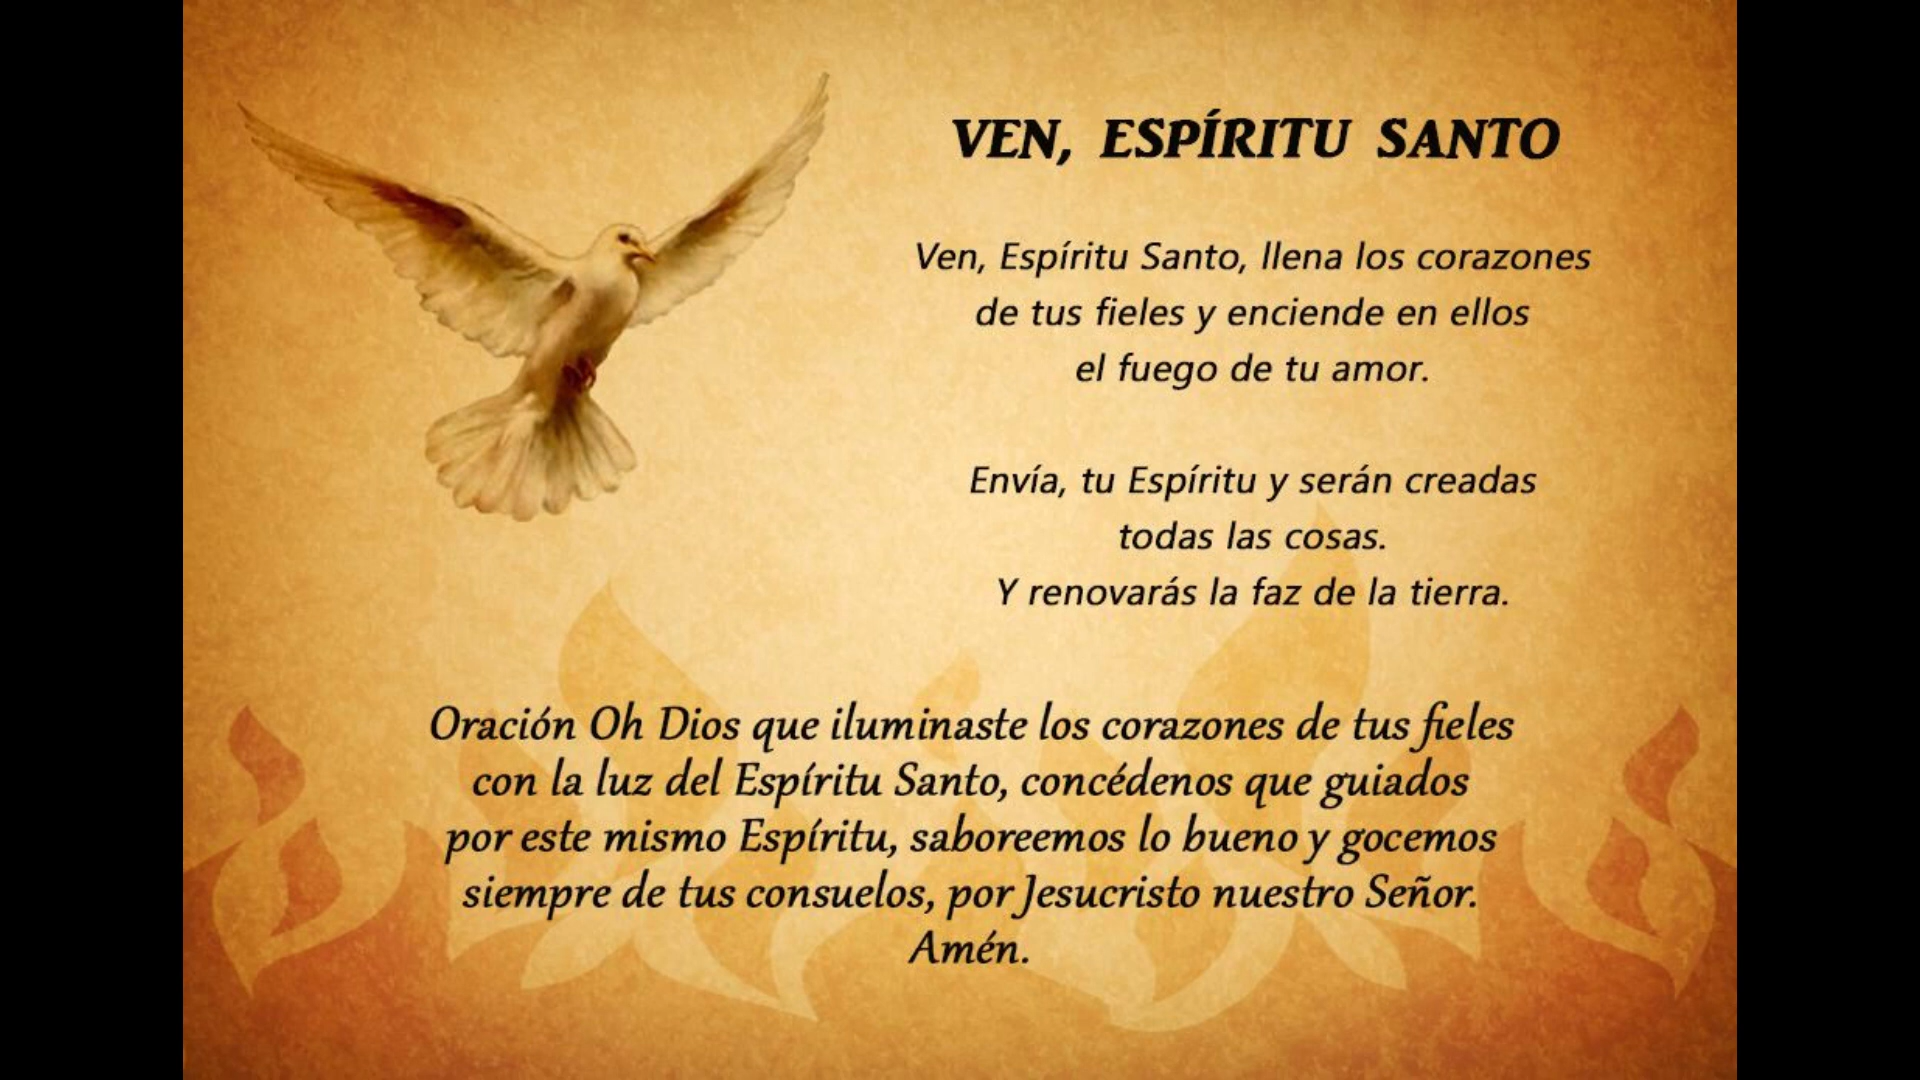 VEN, ESPÍRITU SANTO
Ven, Espíritu Santo, llena los corazones
de tus fieles y enciende en ellos
el fuego de tu amor.
Envía, tu Espíritu y serán creadas
todas las cosas.
Y renovarás la faz de la tierra.
Oración Oh Dios que iluminaste los corazones de tus fieles
con la luz del Espíritu Santo, concédenos que guiados
por este mismo Espíritu, saboreemos lo bueno y gocemos
siempre de tus consuelos, por Jesucristo nuestro Señor.
Amén.